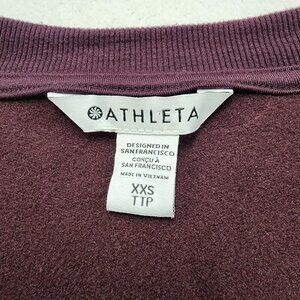 ATHLETA
DESIGNED IN
SAN FRANCISCO
CONÇU À
SAN FRANCISCO
MADE IN VIETNAM
XXS
TTP